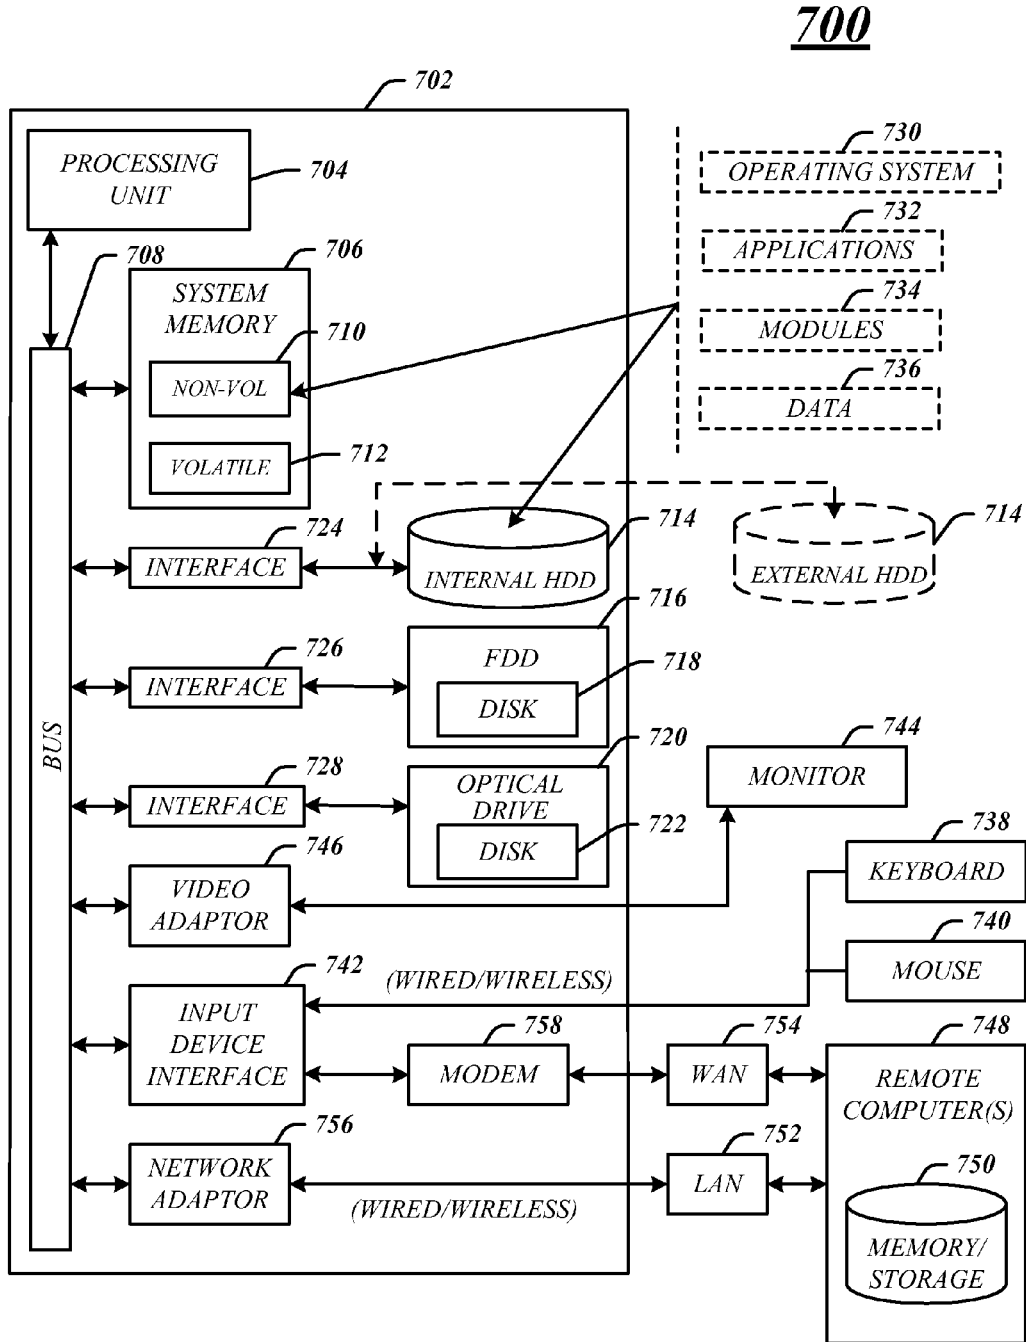 700
702
PROCESSING
UNIT
704
730
OPERATING SYSTEM
732
APPLICATIONS
734
MODULES
736
DATA
708
706
SYSTEM
MEMORY
710
NON-VOL
712
VOLATILE
724
INTERFACE
714
INTERNAL HDD
714
EXTERNAL HDD
716
FDD
718
DISK
726
INTERFACE
BUS
720
OPTICAL
DRIVE
722
DISK
728
INTERFACE
744
MONITOR
746
VIDEO
ADAPTOR
738
KEYBOARD
740
MOUSE
742
INPUT
DEVICE
INTERFACE
(WIRED/WIRELESS)
758
MODEM
754
WAN
748
REMOTE
COMPUTER(S)
756
NETWORK
ADAPTOR
(WIRED/WIRELESS)
752
LAN
750
MEMORY/
STORAGE